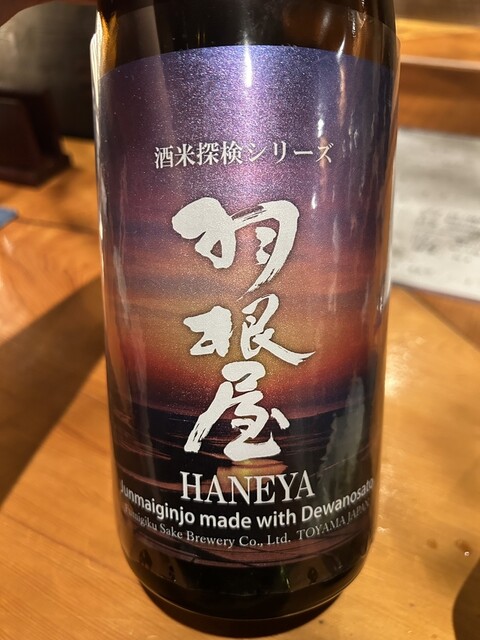 酒米探検シリーズ
羽根屋
HANEYA
Junmaiginjo made with Dewanosato
Fumigiku Sake Brewery Co., Ltd. TOYAMA JAPAN